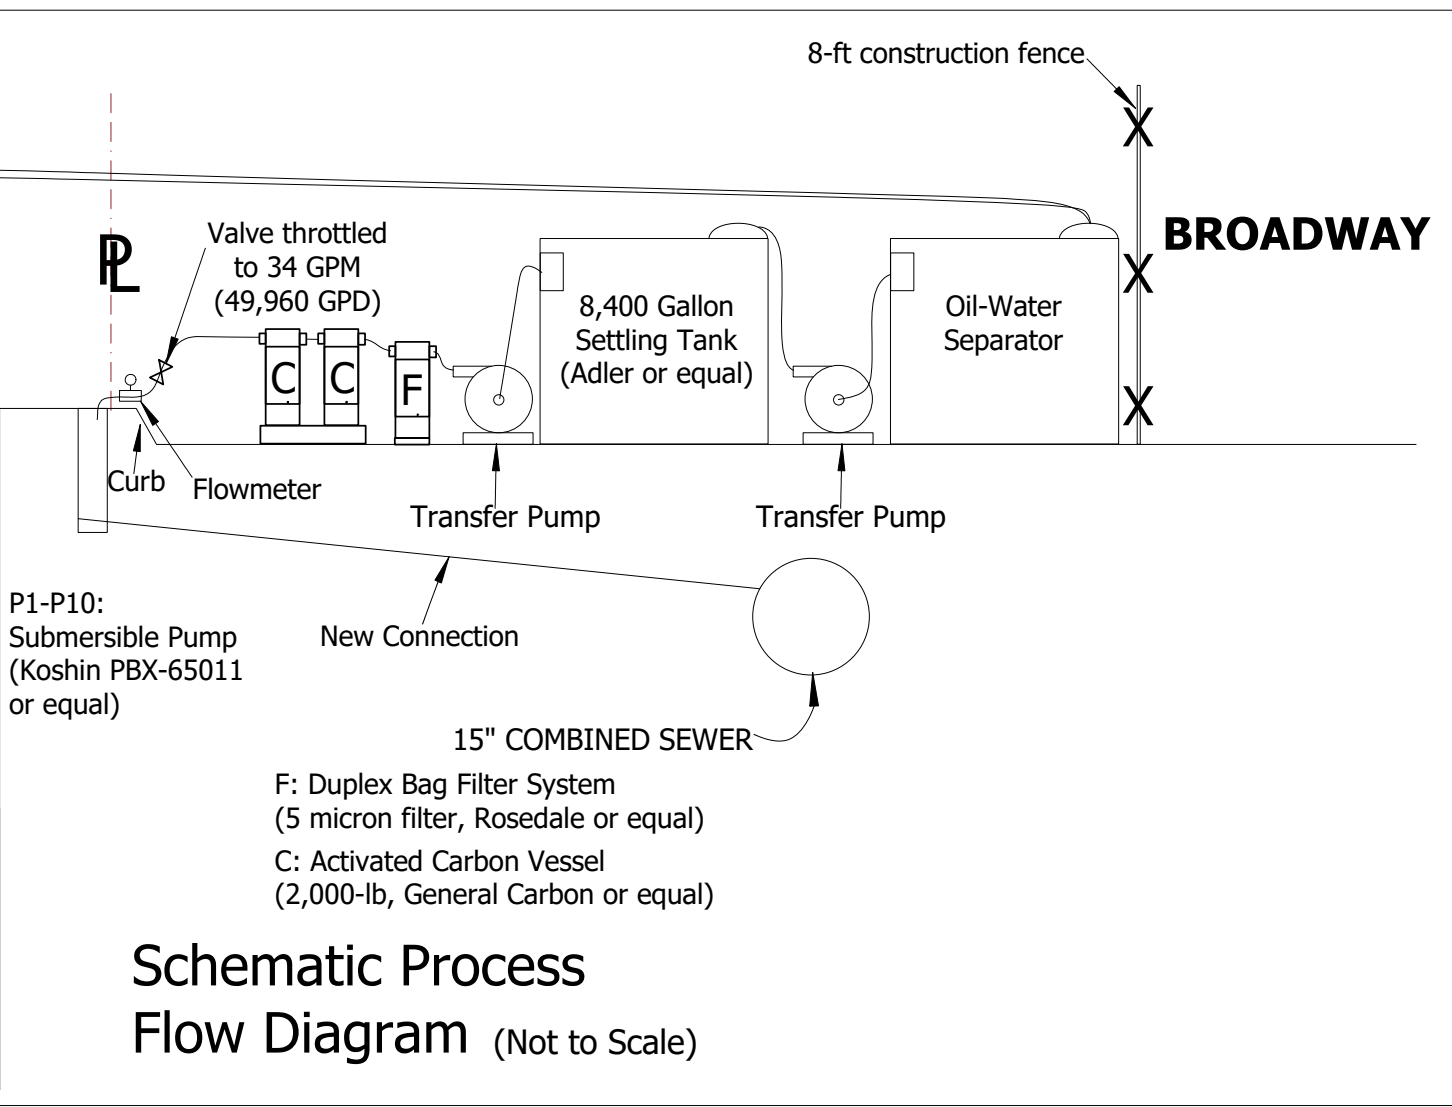 8-ft construction fence
X
PL
Valve throttled
to 34 GPM
(49,960 GPD)
BROADWAY
X
8,400 Gallon
Settling Tank
(Adler or equal)
Oil-Water
Separator
C
C
F
X
Curb
Flowmeter
Transfer Pump
Transfer Pump
P1-P10:
Submersible Pump
(Koshin PBX-65011
or equal)
New Connection
15" COMBINED SEWER
F: Duplex Bag Filter System
(5 micron filter, Rosedale or equal)
C: Activated Carbon Vessel
(2,000-lb, General Carbon or equal)
Schematic Process
Flow Diagram (Not to Scale)